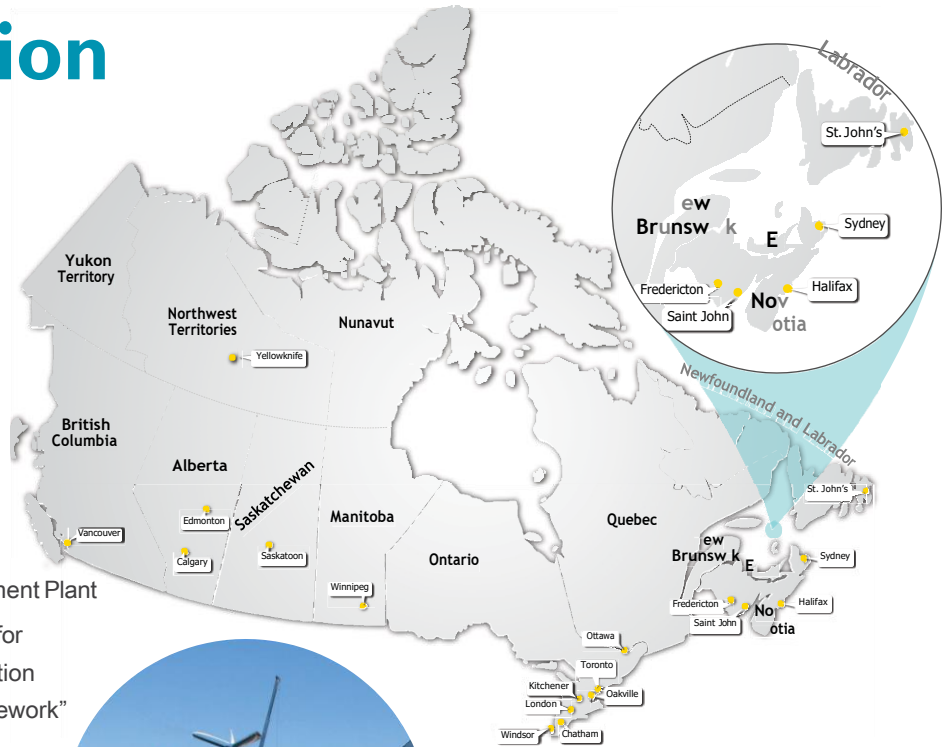 ion
Labrador
St. John's
ew
Brunsw k
E
Sydney
Fredericton
Halifax
Saint John
Nov
otia
Yukon
Territory
Northwest
Territories
Nunavut
Yellowknife
Newfoundland and Labrador
British
Columbia
Alberta
Saskatchewan
Manitoba
Ontario
Quebec
St. John's
Edmonton
Vancouver
Calgary
Saskatoon
Winnipeg
ew
Brunsw k
E
Sydney
Fredericton
Halifax
Saint John
No
otia
Ottawa
Toronto
Kitchener
Oakville
London
Windsor
Chatham
nent Plant
for
tion
ework"